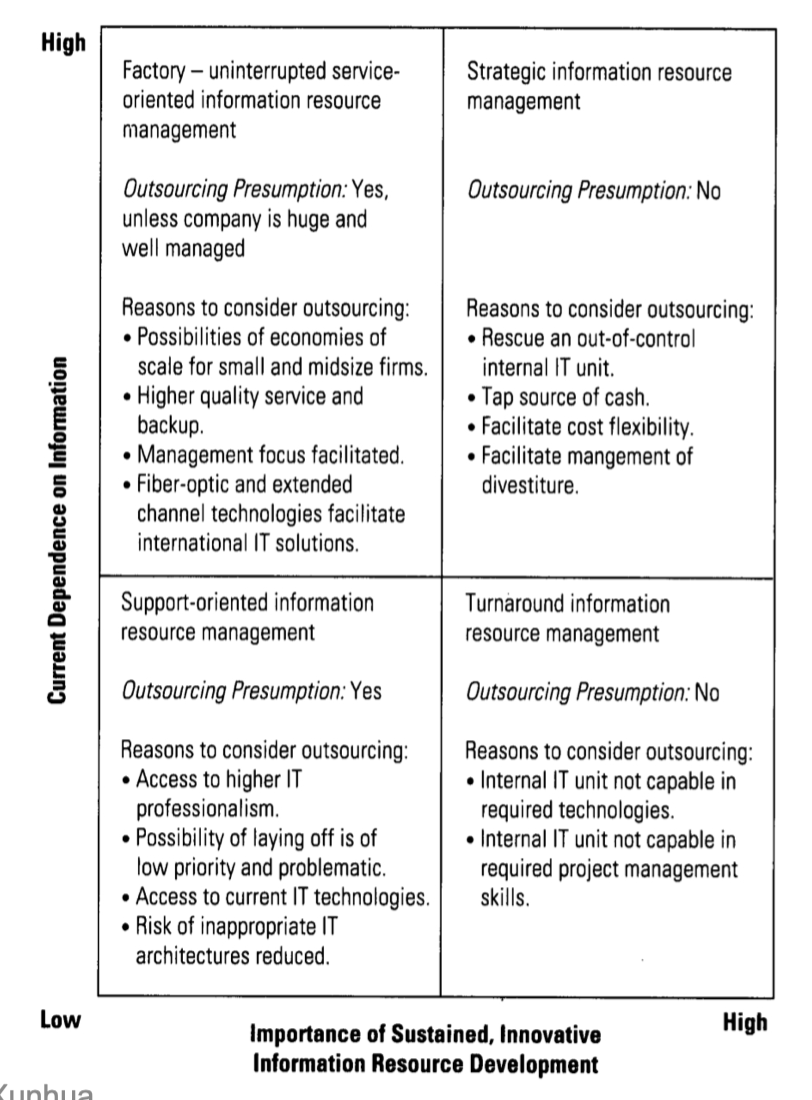 High
Factory – uninterrupted service-
oriented information resource
management
Outsourcing Presumption: Yes,
unless company is huge and
well managed
Reasons to consider outsourcing:
• Possibilities of economies of
scale for small and midsize firms.
• Higher quality service and
backup.
• Management focus facilitated.
• Fiber-optic and extended
channel technologies facilitate
international IT solutions.
Strategic information resource
management
Outsourcing Presumption: No
Reasons to consider outsourcing:
• Rescue an out-of-control
internal IT unit.
• Tap source of cash.
• Facilitate cost flexibility.
• Facilitate mangement of
divestiture.
Current Dependence on Information
Support-oriented information
resource management
Outsourcing Presumption: Yes
Reasons to consider outsourcing:
• Access to higher IT
professionalism.
• Possibility of laying off is of
low priority and problematic.
• Access to current IT technologies.
• Risk of inappropriate IT
architectures reduced.
Turnaround information
resource management
Outsourcing Presumption: No
Reasons to consider outsourcing:
• Internal IT unit not capable in
required technologies.
• Internal IT unit not capable in
required project management
skills.
Low
Importance of Sustained, Innovative
Information Resource Development
High